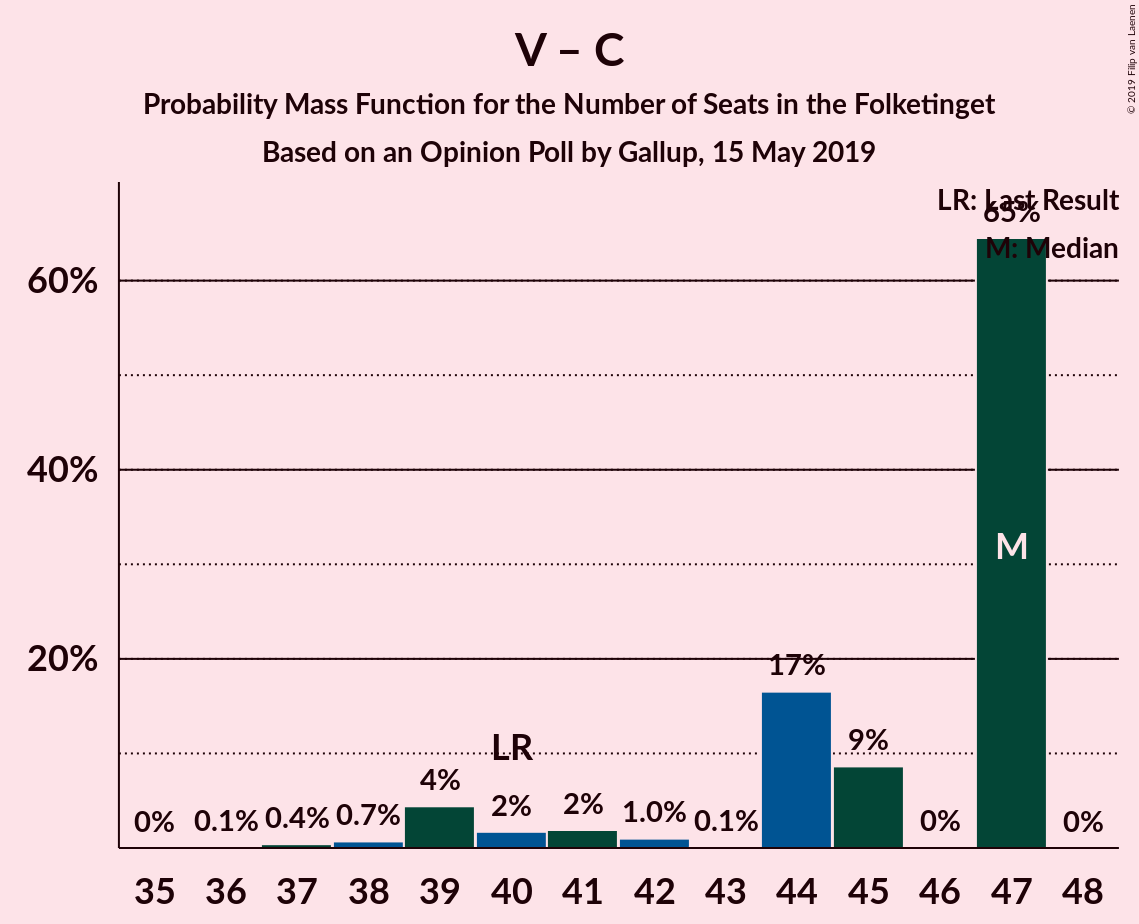 V – C
Probability Mass Function for the Number of Seats in the Folketinget
Based on an Opinion Poll by Gallup, 15 May 2019
© 2019 Filip van Laenen
LR: Last Result
M: Median
60%
40%
20%
0%
0.1%
0.4%
0.7%
4%
LR
2%
2%
1.0%
0.1%
17%
9%
0%
65%
M
0%
35 36 37 38 39 40 41 42 43 44 45 46 47 48